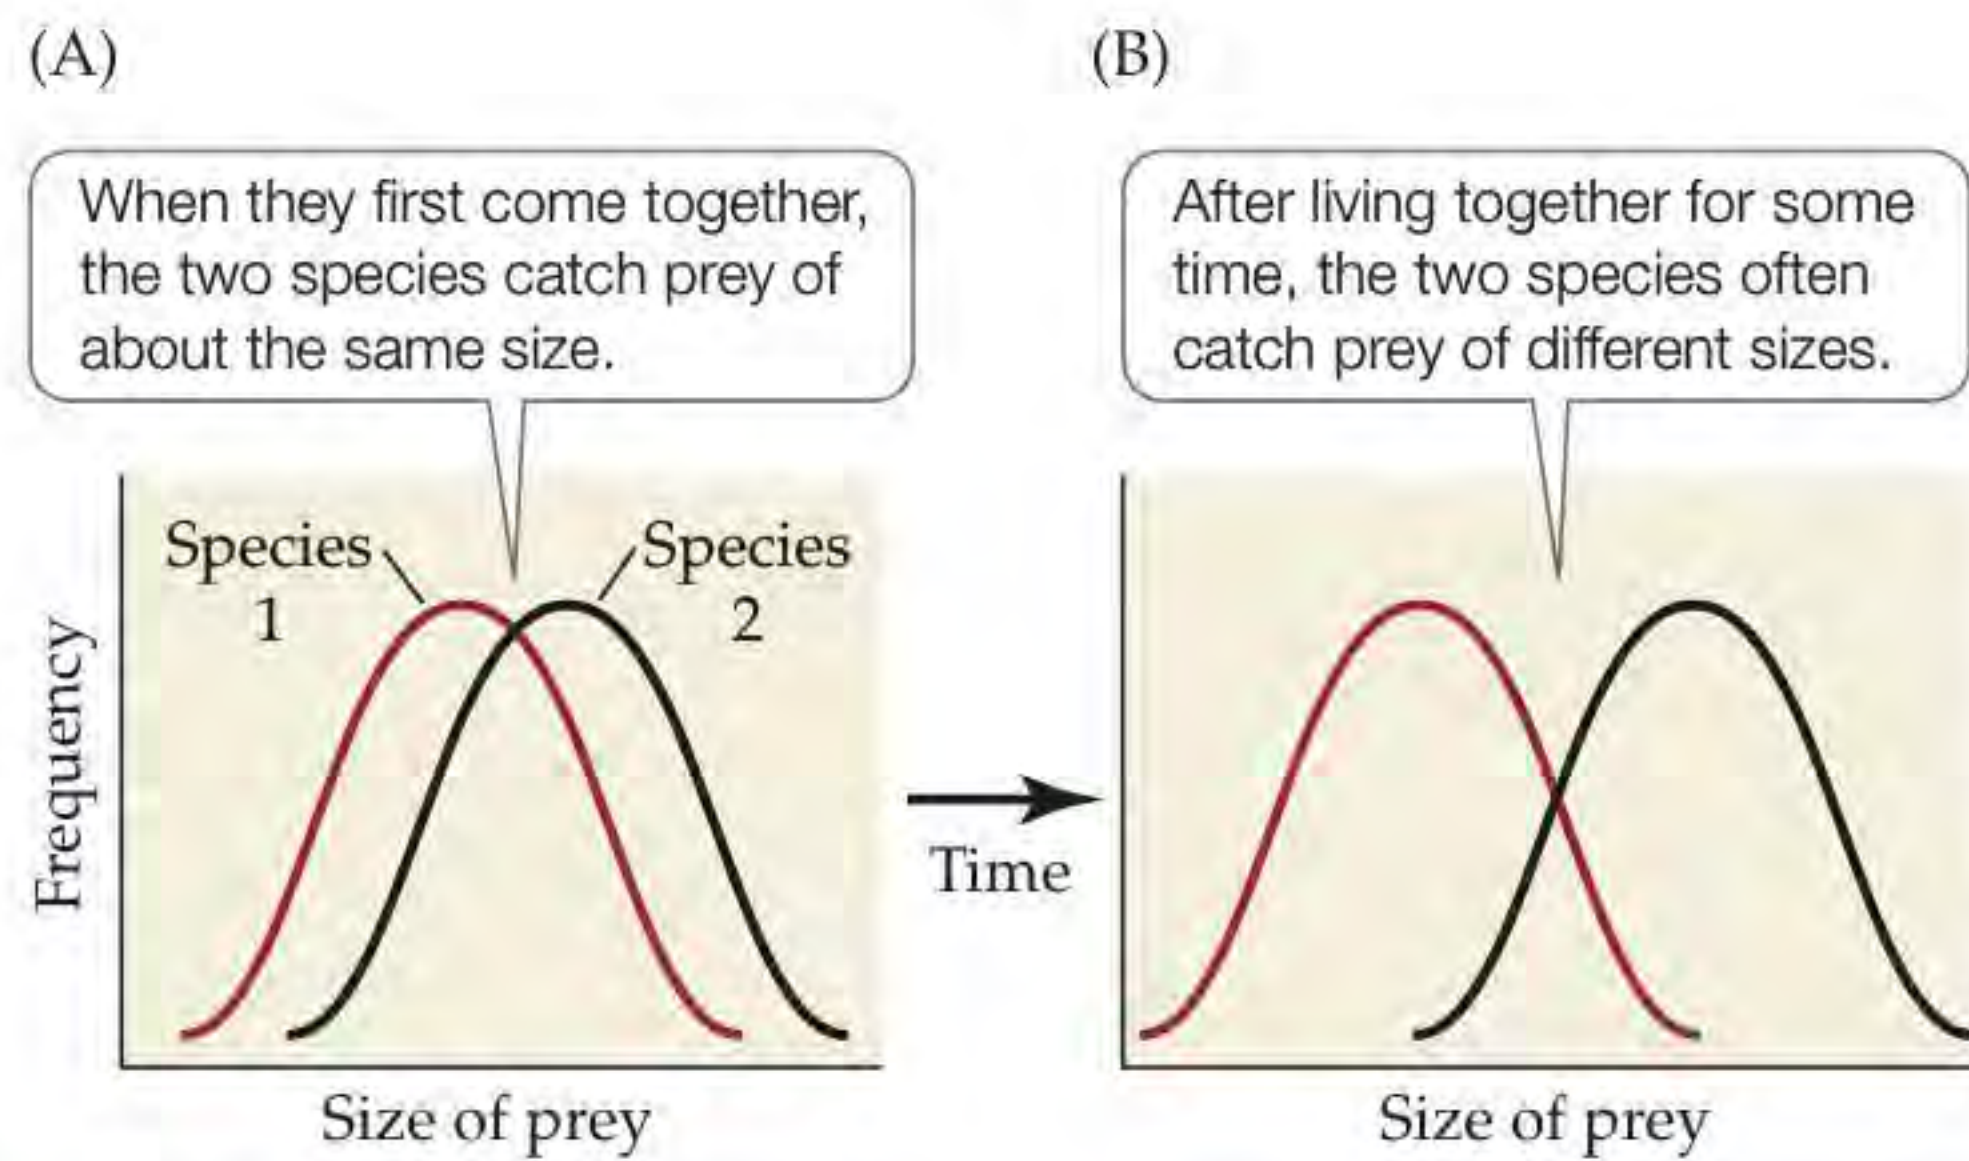 (A)
When they first come together,
the two species catch prey of
about the same size.
Species
1
Species
2
Frequency
Size of prey
Time
(B)
After living together for some
time, the two species often
catch prey of different sizes.
Size of prey